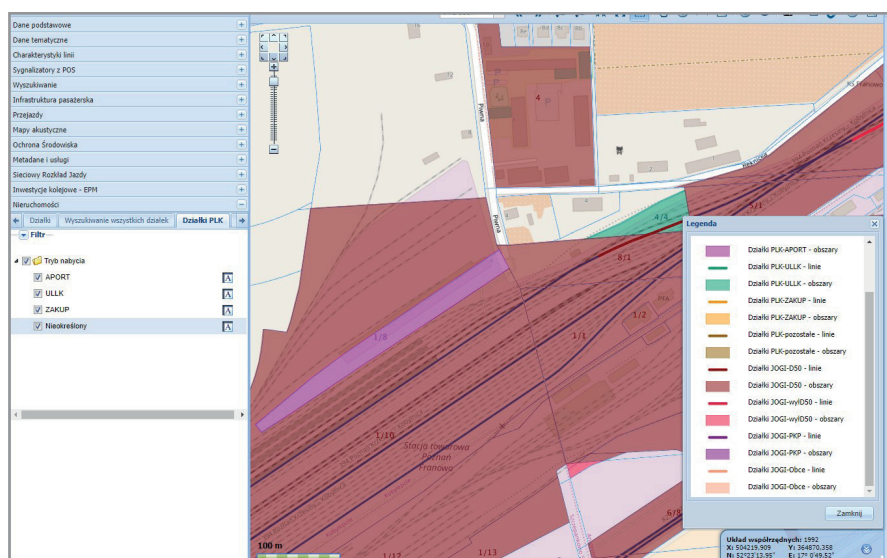 Dane podstawowe
Dane tematyczne
Charakterystyki linii
Sygnalizatory z POS
Wyszukiwanie
Infrastruktura pasażerska
Przejazdy
Mapy akustyczne
Ochrona Środowiska
Metadane i usługi
Sieciowy Rozkład Jazdy
Inwestycje kolejowe - EPM
Nieruchomości
Działki
Wyszukiwanie wszystkich działek
Działki PLK
Filtr
Tryb nabycia
APORT
ULLK
ZAKUP
Nieokreślony
Piwna
Piwna
4
P
KS Franowo
4/4
5/1
8/1
1/8
1/2
1/1
1/10
Stacja towarowa
Poznań
Franowo
1/12
1/13
6/8
100 m
Legenda
Działki PLK-APORT - obszary
Działki PLK-ULLK - linie
Działki PLK-ULLK - obszary
Działki PLK-ZAKUP - linie
Działki PLK-ZAKUP - obszary
Działki PLK-pozostałe - linie
Działki PLK-pozostałe - obszary
Działki JOGI-D50 - linie
Działki JOGI-D50 - obszary
Działki JOGI-wylD50 - linie
Działki JOGI-wylD50 - obszary
Działki JOGI-PKP - linie
Działki JOGI-PKP - obszary
Działki JOGI-Obce - linie
Działki JOGI-Obce - obszary
Zamknij
Układ współrzędnych: 1992
X: 504219,909 Y: 364870,358
N: 52°23'13.95" E: 17° 0'49.52"